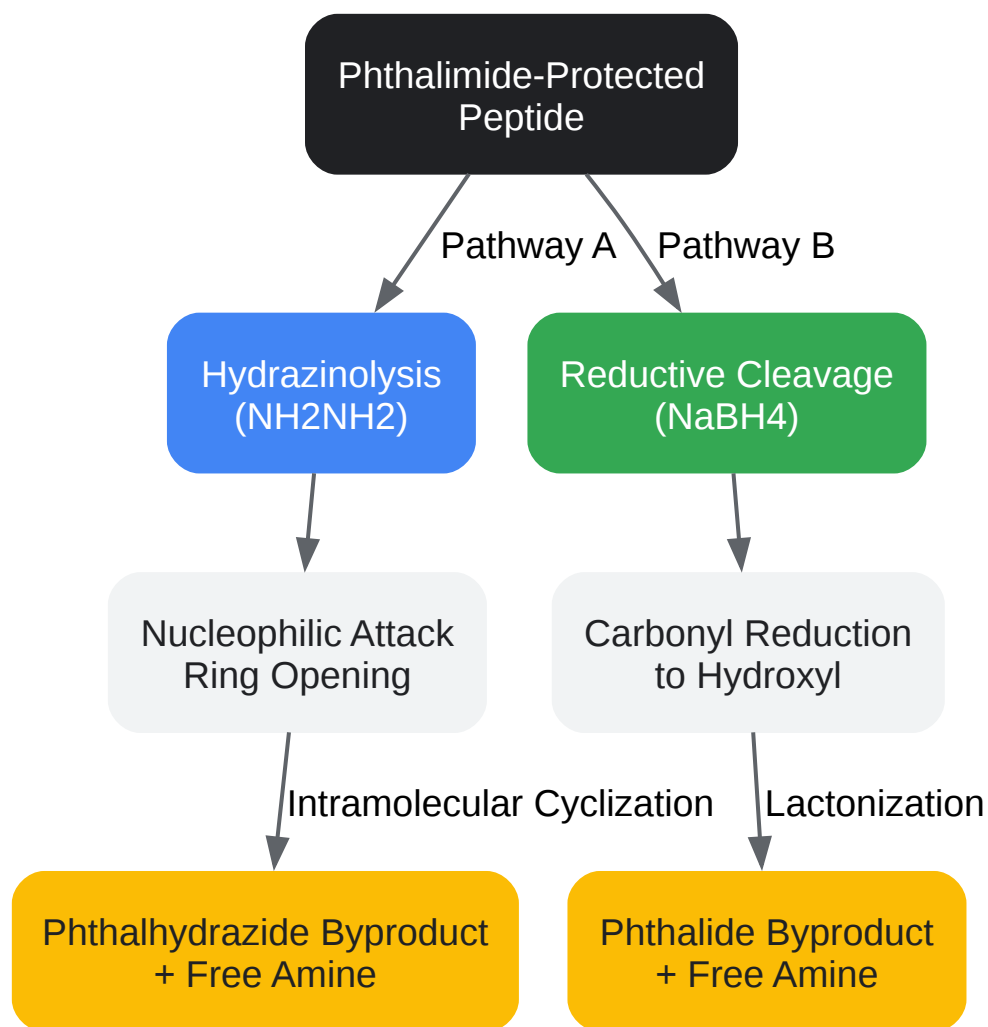 Phthalimide-Protected
Peptide
Pathway A
Pathway B
Hydrazinolysis
(NH2NH2)
Reductive Cleavage
(NaBH4)
Nucleophilic Attack
Ring Opening
Carbonyl Reduction
to Hydroxyl
Intramolecular Cyclization
Lactonization
Phthalhydrazide Byproduct
+ Free Amine
Phthalide Byproduct
+ Free Amine